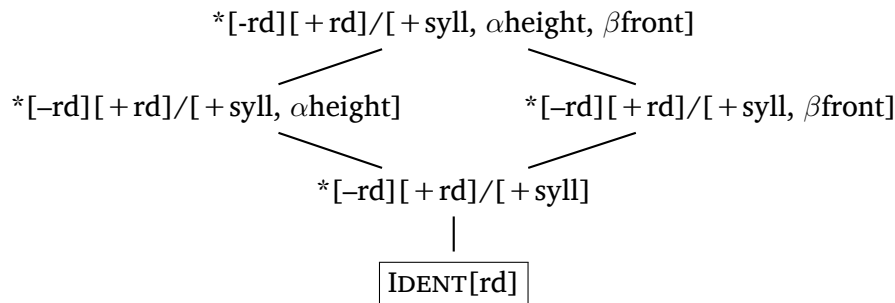 *[-rd][+rd]/[+syll, αheight, βfront]
*[–rd][+rd]/[+syll, αheight] *[–rd][+rd]/[+syll, βfront]
*[–rd][+rd]/[+syll]
IDENT[rd]